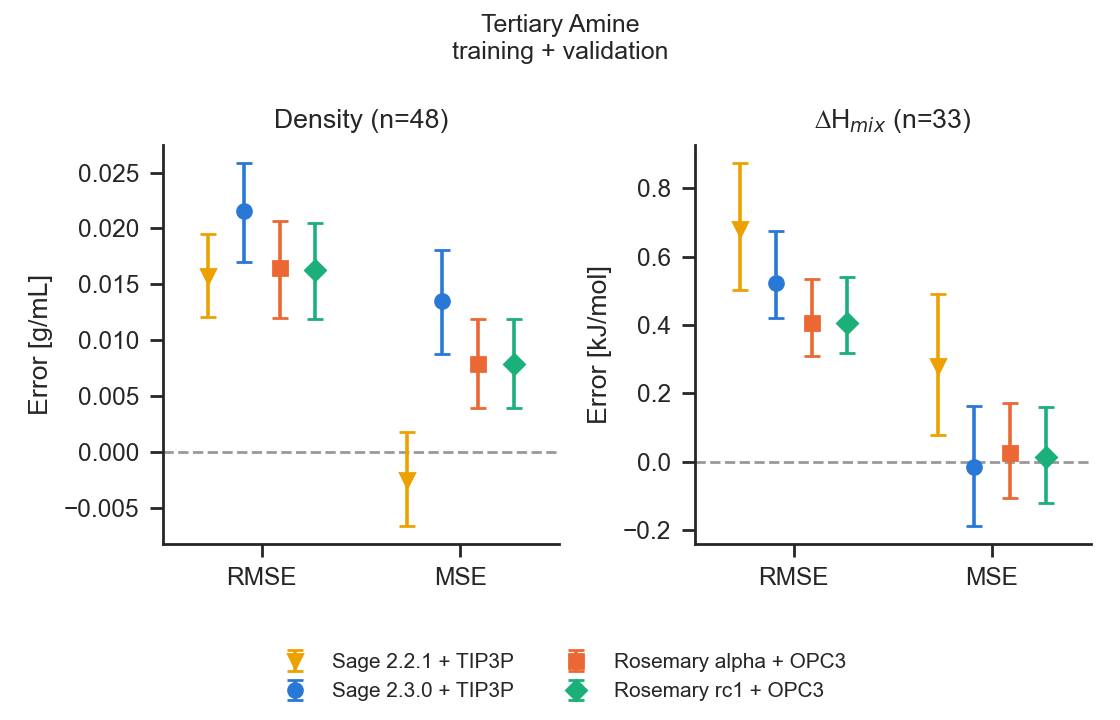 Tertiary Amine
training + validation
Density (n=48)
ΔH_mix (n=33)
Error [g/mL]
0.025
0.020
0.015
0.010
0.005
0.000
−0.005
RMSE
MSE
Error [kJ/mol]
0.8
0.6
0.4
0.2
0.0
−0.2
RMSE
MSE
Sage 2.2.1 + TIP3P
Sage 2.3.0 + TIP3P
Rosemary alpha + OPC3
Rosemary rc1 + OPC3